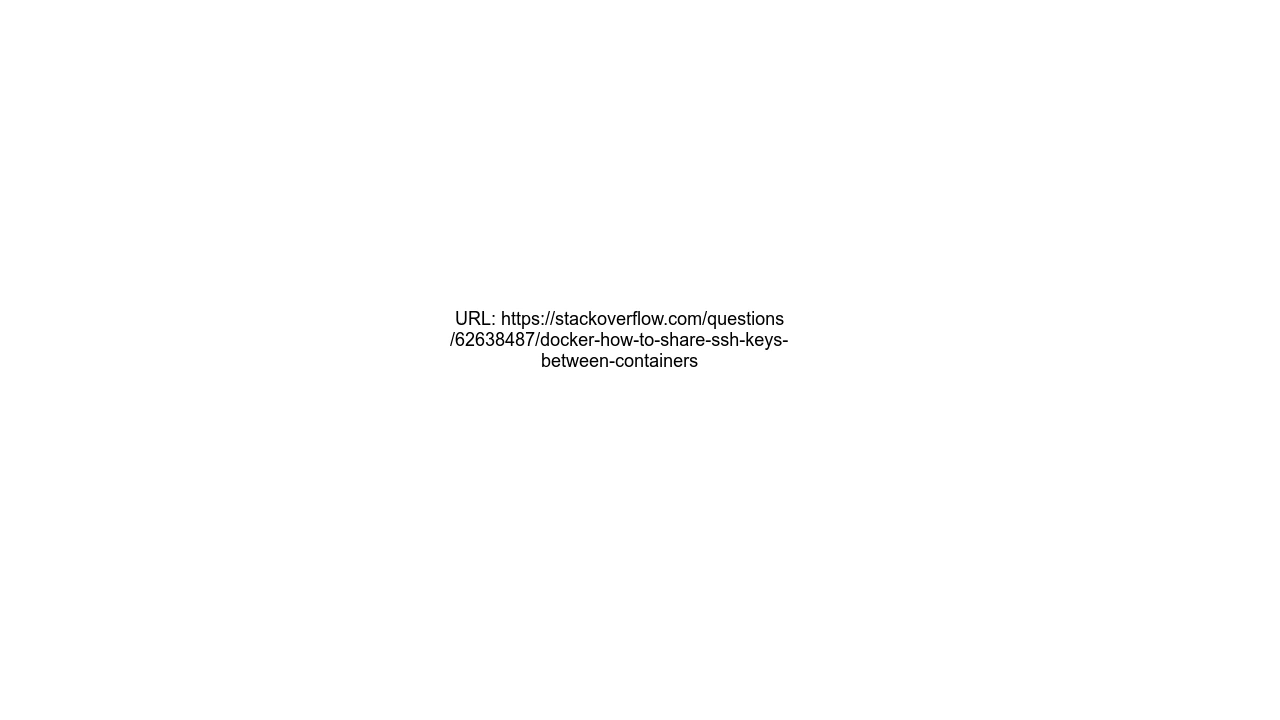 URL: https://stackoverflow.com/questions
/62638487/docker-how-to-share-ssh-keys-
between-containers